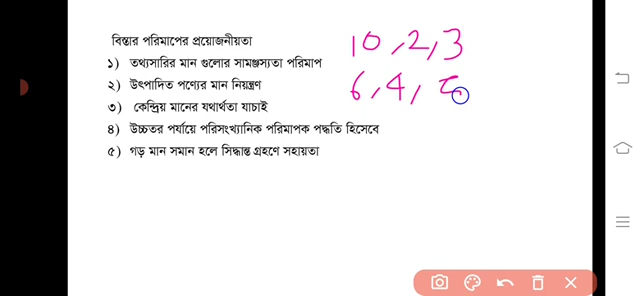 বিস্তার পরিমাপের প্রয়োজনীয়তা
১) তথ্যসারির মান গুলোর সামঞ্জস্যতা পরিমাপ
২) উৎপাদিত পণ্যের মান নিয়ন্ত্রণ
৩) কেন্দ্রিয় মানের যথার্থতা যাচাই
৪) উচ্চতর পর্যায়ে পরিসংখ্যানিক পরিমাপক পদ্ধতি হিসেবে
৫) গড় মান সমান হলে সিদ্ধান্ত গ্রহণে সহায়তা
10, 2, 3
6, 4,